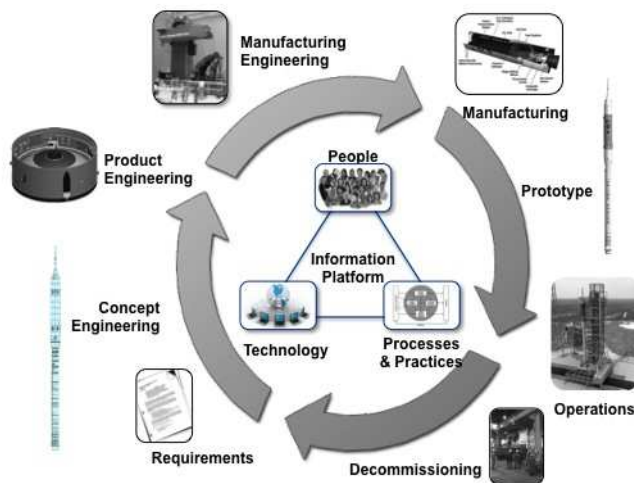 Manufacturing
Engineering
Manufacturing
Product
Engineering
People
Prototype
Information
Platform
Concept
Engineering
Technology
Processes
& Practices
Operations
Requirements
Decommissioning